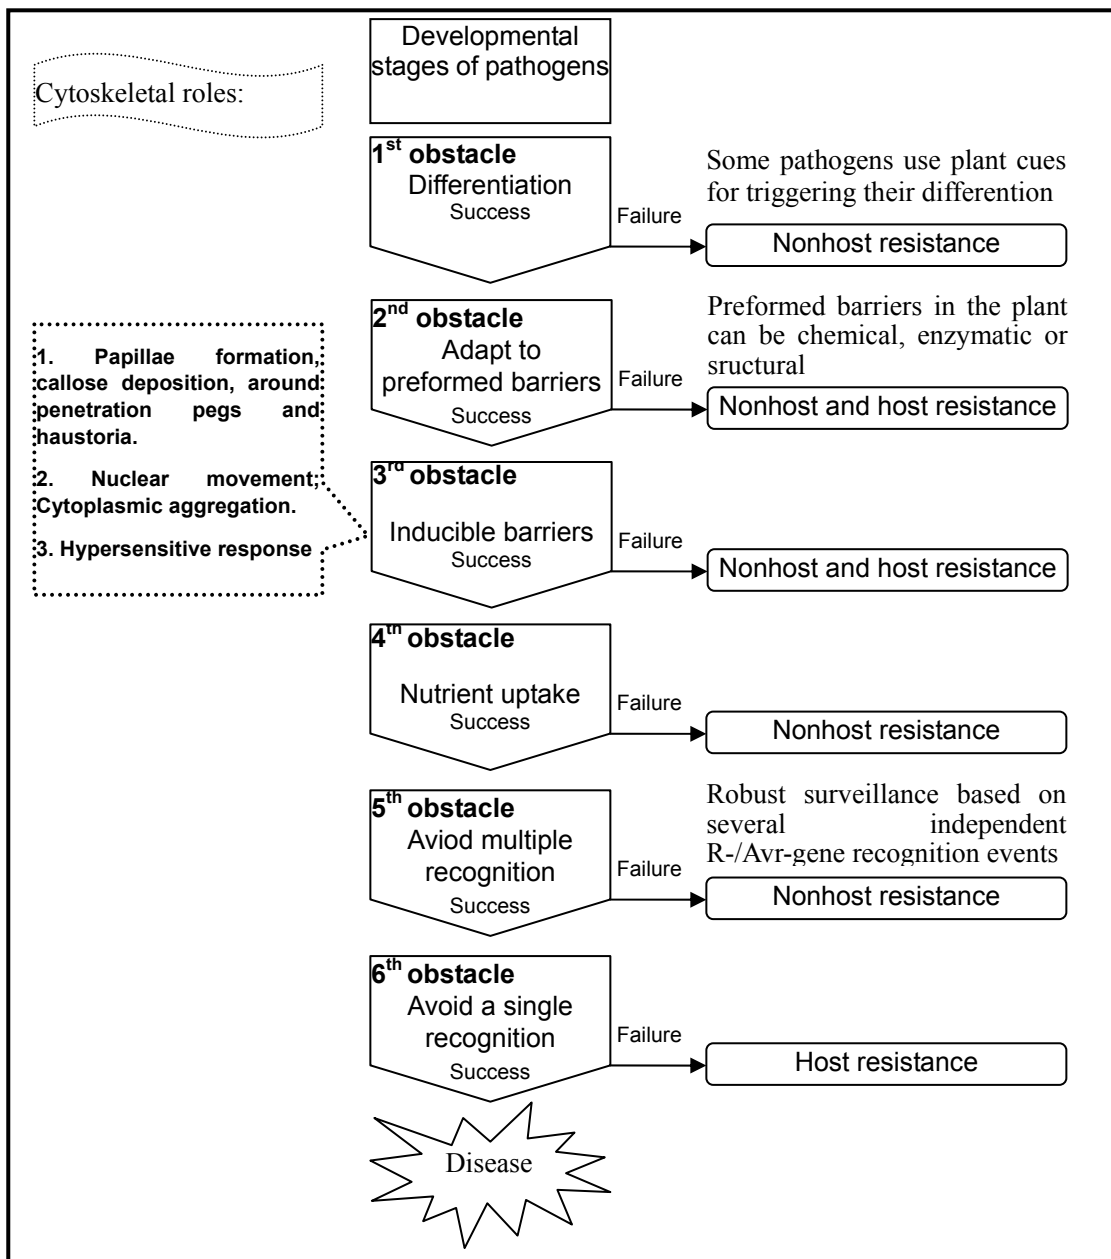 Developmental
stages of pathogens
Cytoskeletal roles:
1st obstacle
Differentiation
Success
Failure
Some pathogens use plant cues
for triggering their differention
Nonhost resistance
2nd obstacle
Adapt to
preformed barriers
Success
Failure
Preformed barriers in the plant
can be chemical, enzymatic or
sructural
Nonhost and host resistance
1. Papillae formation,
callose deposition, around
penetration pegs and
haustoria.
2. Nuclear movement;
Cytoplasmic aggregation.
3. Hypersensitive response
3rd obstacle
Inducible barriers
Success
Failure
Nonhost and host resistance
4th obstacle
Nutrient uptake
Success
Failure
Nonhost resistance
5th obstacle
Aviod multiple
recognition
Success
Failure
Robust surveillance based on
several independent
R-/Avr-gene recognition events
Nonhost resistance
6th obstacle
Avoid a single
recognition
Success
Failure
Host resistance
Disease